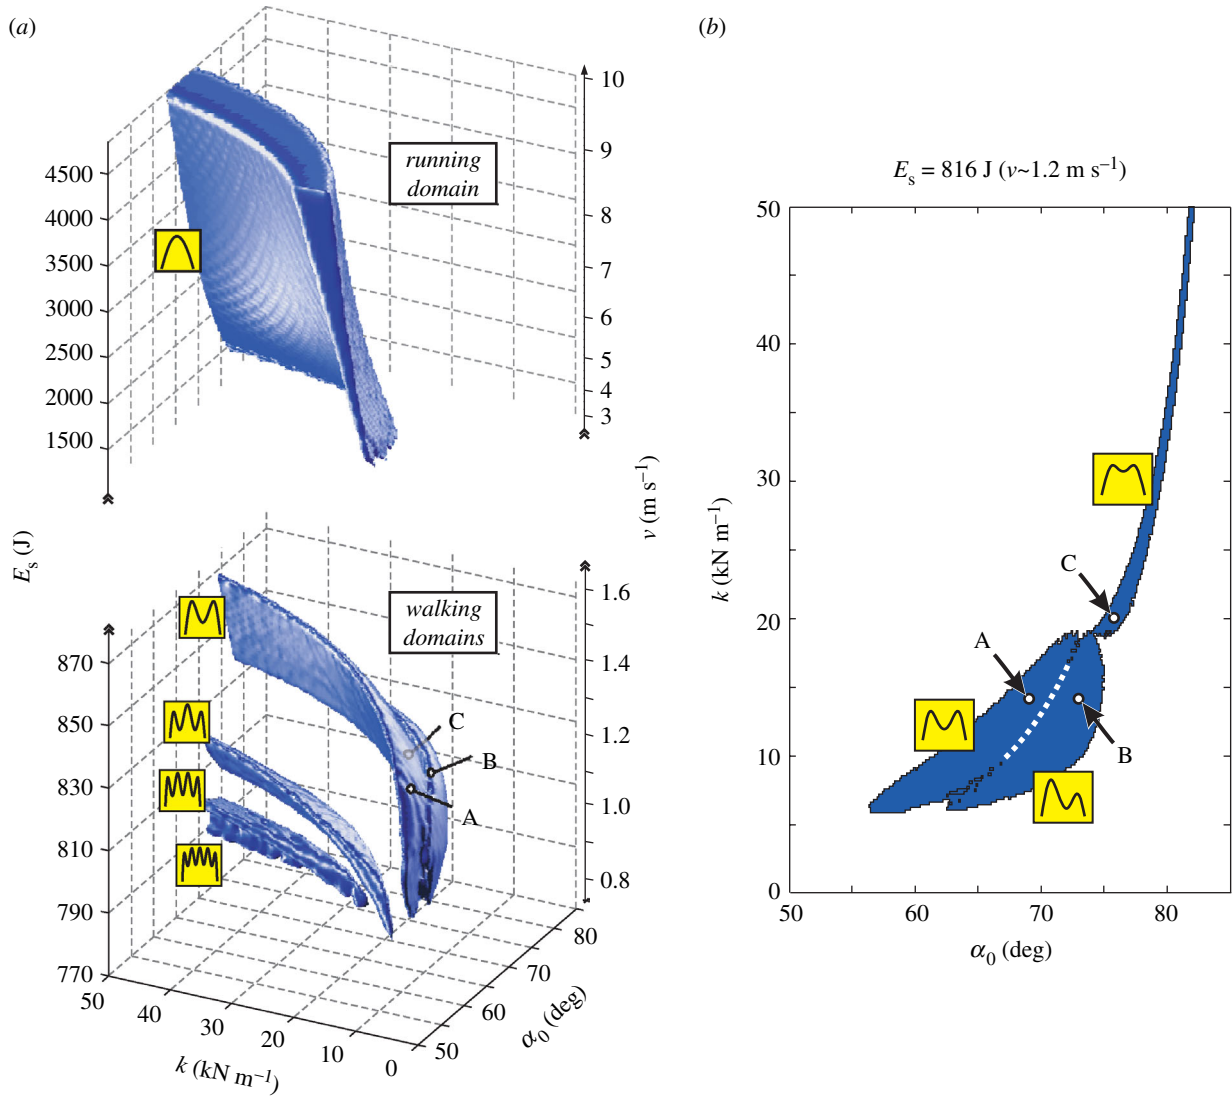 (a)
(b)
10
9
8
7
6
5
4
3
4500
4000
3500
3000
2500
2000
1500
running
domain
v (m s⁻¹)
E_s (J)
walking
domains
870
850
830
810
790
770
1.6
1.4
1.2
1.0
0.8
C
B
A
50
40
30
20
10
0
k (kN m⁻¹)
50
60
70
80
α₀ (deg)
E_s = 816 J (v~1.2 m s⁻¹)
50
40
30
20
10
0
k (kN m⁻¹)
C
A
B
50
60
70
80
α₀ (deg)